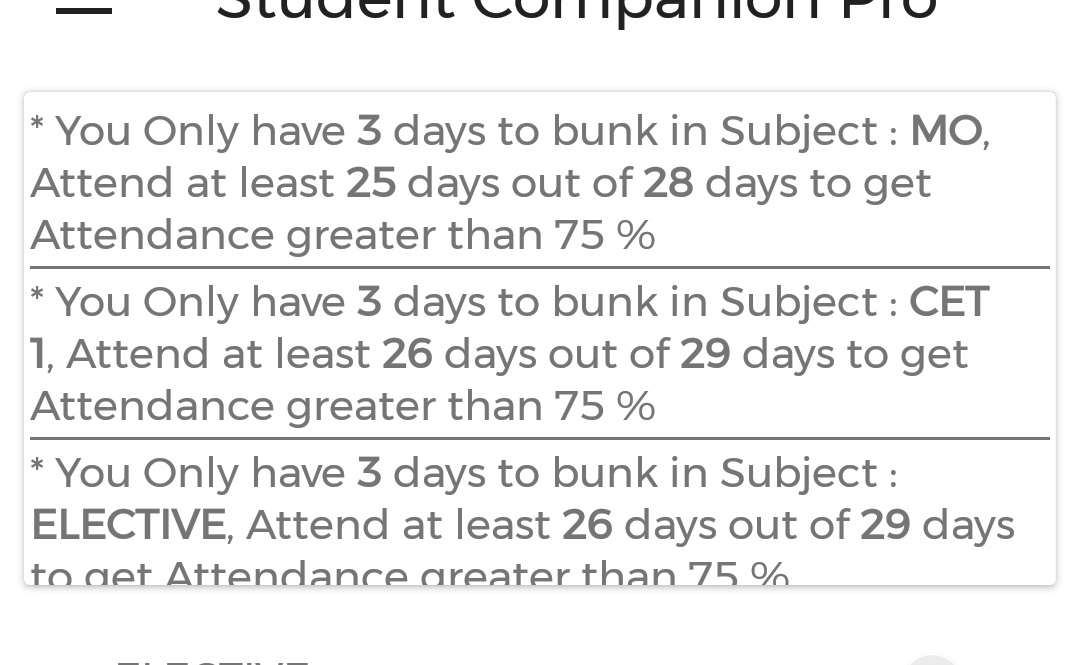 Student Companion Pro
* You Only have 3 days to bunk in Subject : MO,
Attend at least 25 days out of 28 days to get
Attendance greater than 75 %
* You Only have 3 days to bunk in Subject : CET
1, Attend at least 26 days out of 29 days to get
Attendance greater than 75 %
* You Only have 3 days to bunk in Subject :
ELECTIVE, Attend at least 26 days out of 29 days
to get Attendance greater than 75 %
ELECTIVE